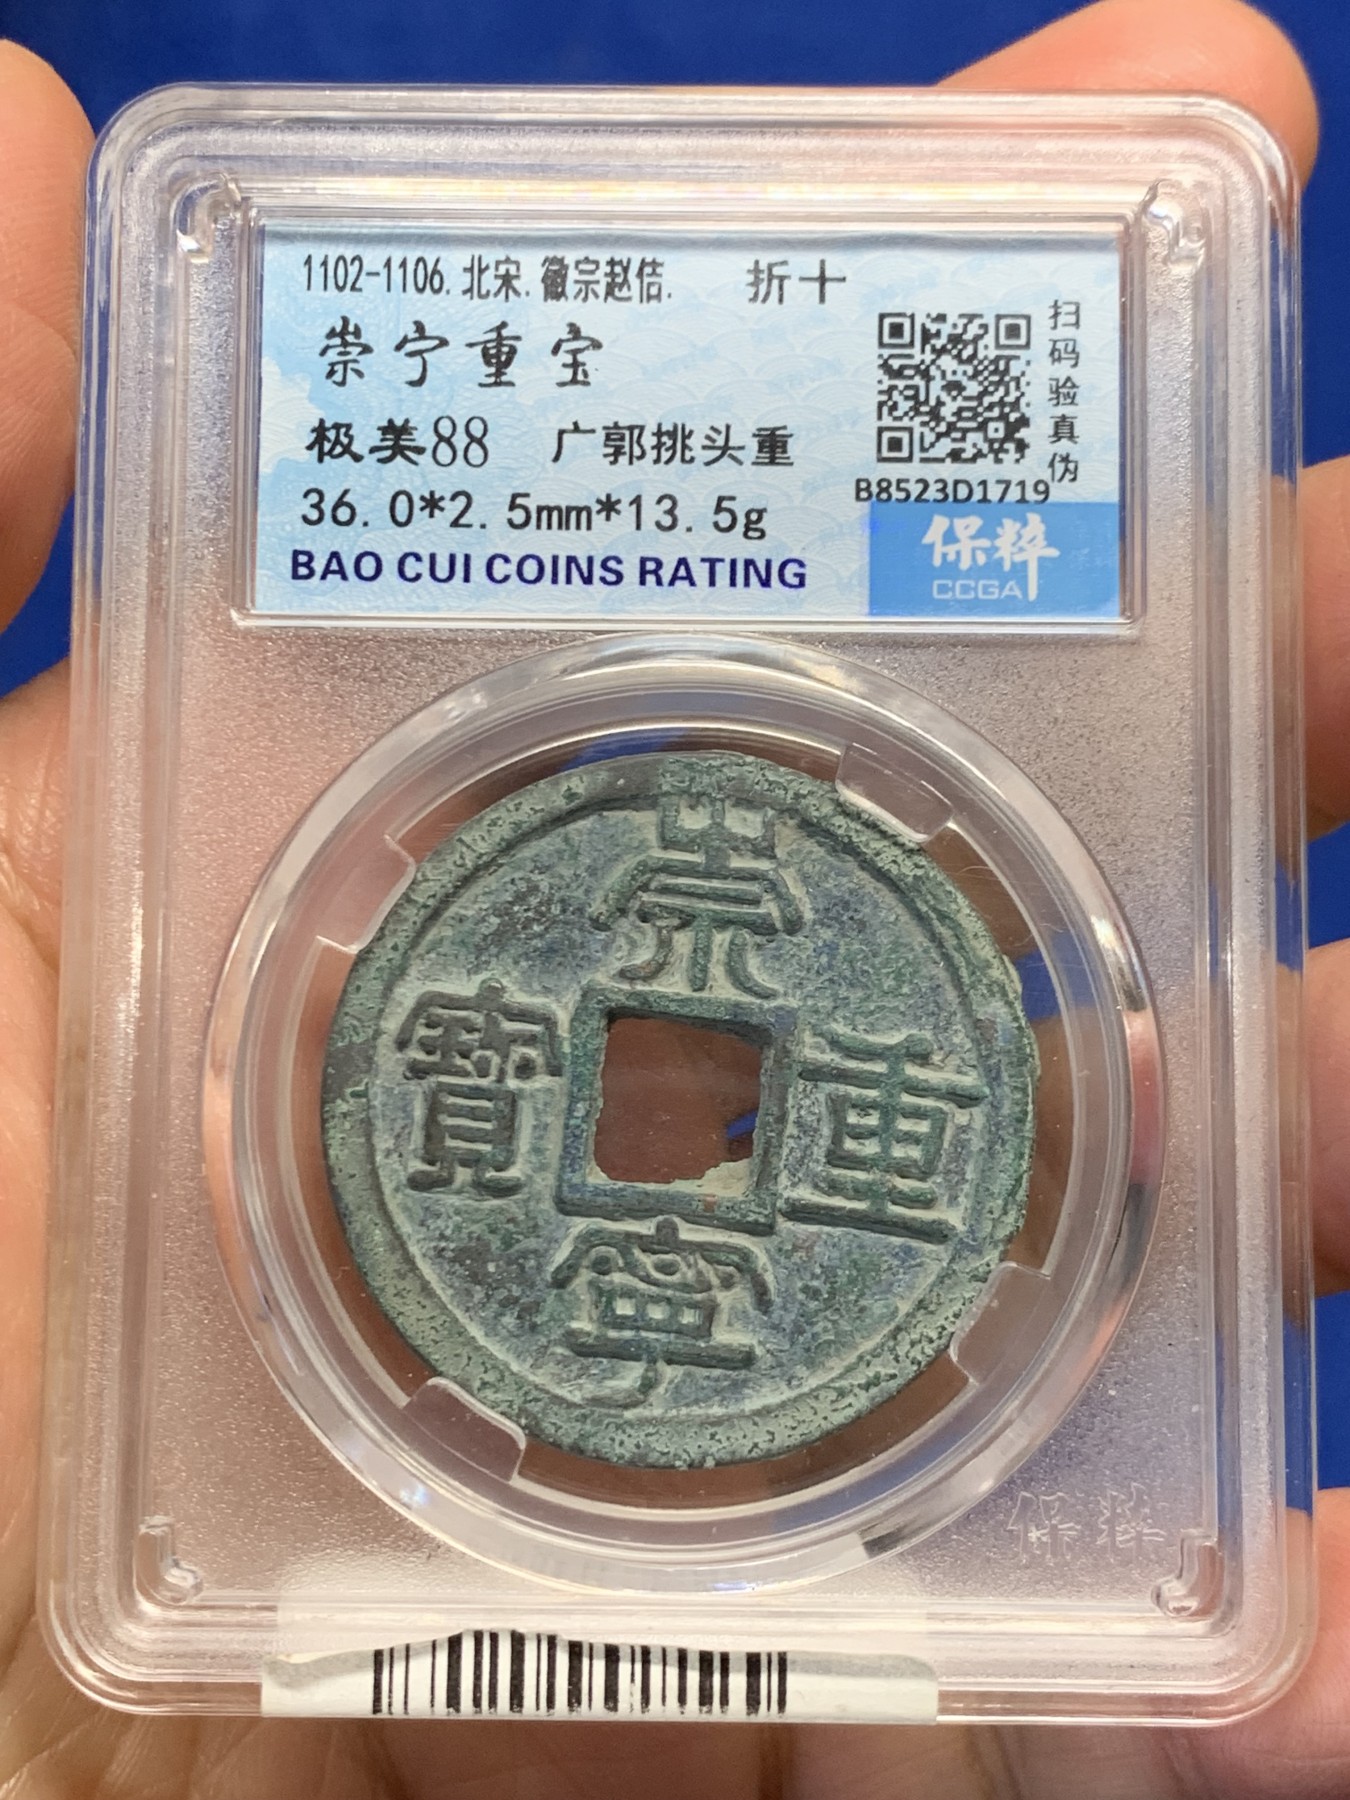 1102-1106.北宋.徽宗赵佶. 折十
崇宁重宝
极美88 广郭挑头重
36.0*2.5mm*13.5g
BAO CUI COINS RATING
扫码验真伪
B8523D1719
保粹
CCGA
崇
寶 重
寧
保粹